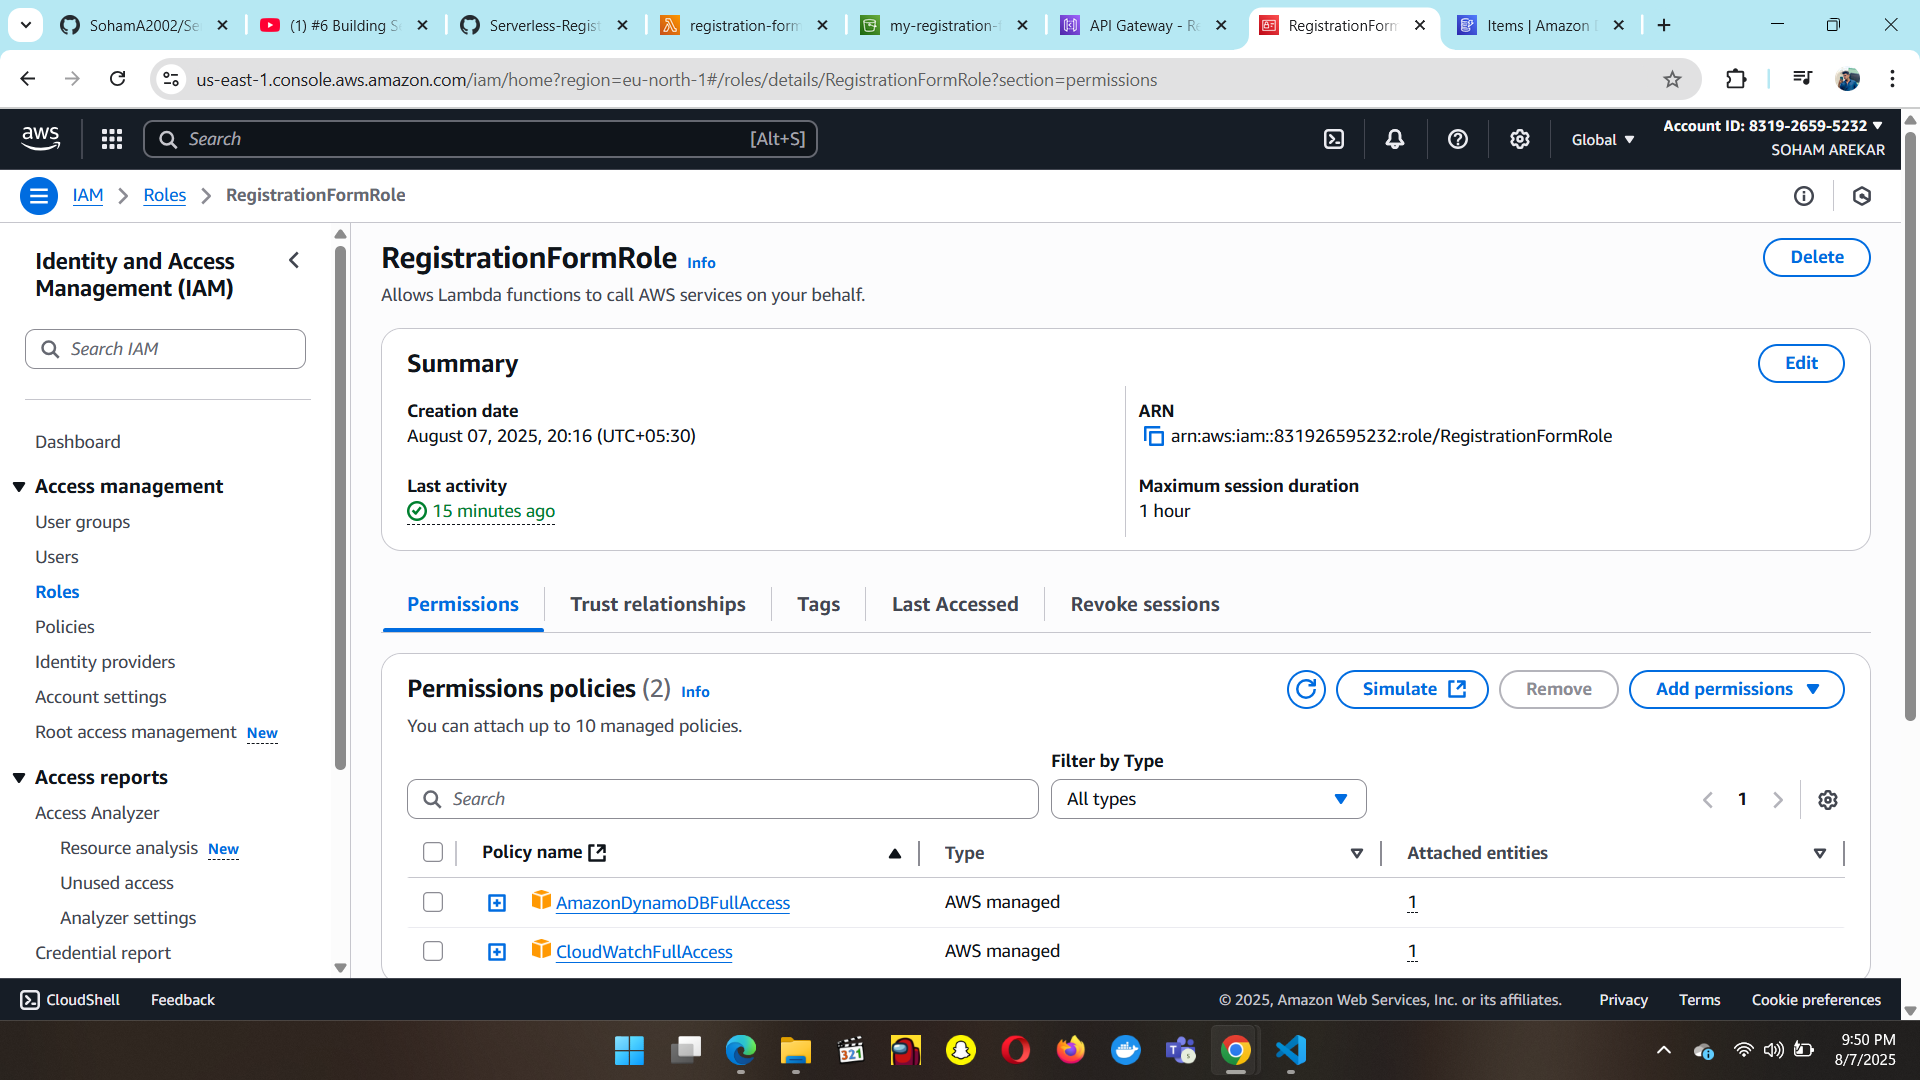 SohamA2002/Se
(1) #6 Building Se
Serverless-Regist
registration-form
my-registration-f
API Gateway - Re
RegistrationForm
Items | Amazon
us-east-1.console.aws.amazon.com/iam/home?region=eu-north-1#/roles/details/RegistrationFormRole?section=permissions
aws
Search
[Alt+S]
Global
Account ID: 8319-2659-5232
SOHAM AREKAR
IAM
Roles
RegistrationFormRole
Identity and Access
Management (IAM)
Search IAM
Dashboard
Access management
User groups
Users
Roles
Policies
Identity providers
Account settings
Root access management New
Access reports
Access Analyzer
Resource analysis New
Unused access
Analyzer settings
Credential report
RegistrationFormRole Info
Delete
Allows Lambda functions to call AWS services on your behalf.
Summary
Edit
Creation date
August 07, 2025, 20:16 (UTC+05:30)
ARN
arn:aws:iam::831926595232:role/RegistrationFormRole
Last activity
15 minutes ago
Maximum session duration
1 hour
Permissions
Trust relationships
Tags
Last Accessed
Revoke sessions
Permissions policies (2) Info
Simulate
Remove
Add permissions
You can attach up to 10 managed policies.
Filter by Type
Search
All types
1
Policy name
Type
Attached entities
AmazonDynamoDBFullAccess
AWS managed
1
CloudWatchFullAccess
AWS managed
1
CloudShell
Feedback
© 2025, Amazon Web Services, Inc. or its affiliates.
Privacy
Terms
Cookie preferences
321
9:50 PM
8/7/2025